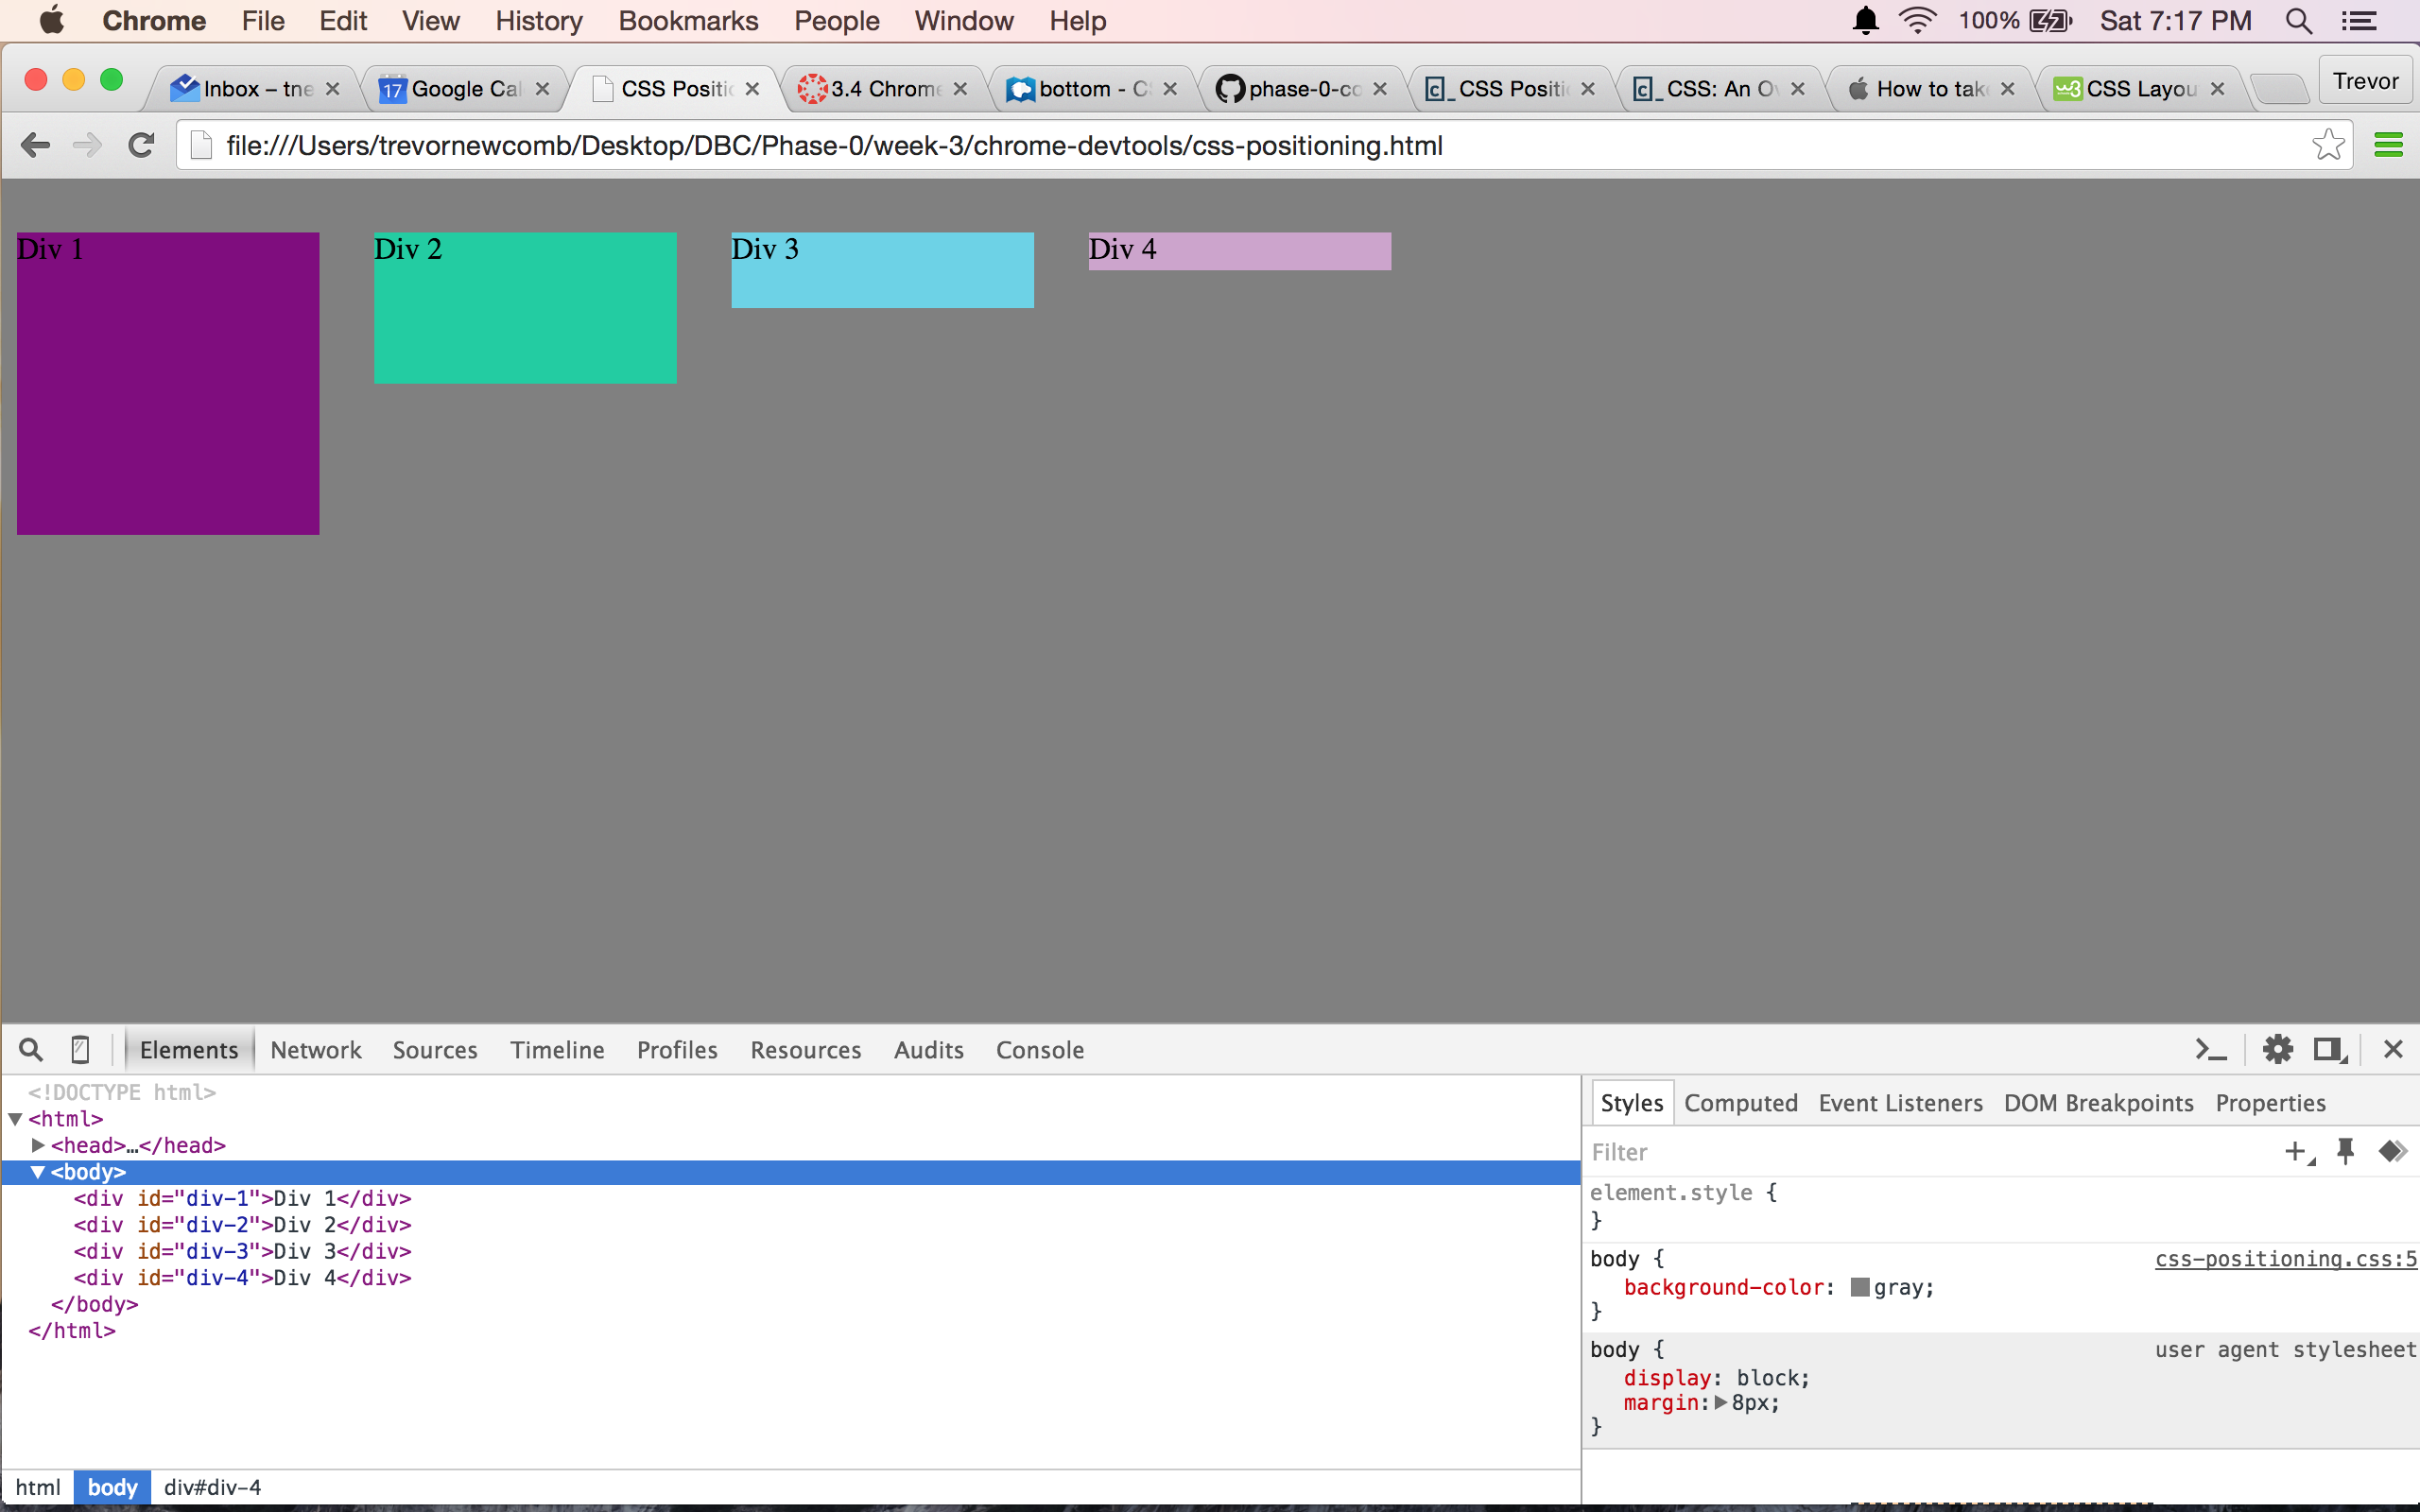 Chrome File Edit View History Bookmarks People Window Help 100% Sat 7:17 PM
Inbox – tne 17 Google Cal CSS Positi 3.4 Chrome bottom - C phase-0-co CSS Positi CSS: An O How to take CSS Layou Trevor
file:///Users/trevornewcomb/Desktop/DBC/Phase-0/week-3/chrome-devtools/css-positioning.html
Div 1 Div 2 Div 3 Div 4
Elements Network Sources Timeline Profiles Resources Audits Console
<!DOCTYPE html>
<html>
<head>…</head>
<body>
<div id="div-1">Div 1</div>
<div id="div-2">Div 2</div>
<div id="div-3">Div 3</div>
<div id="div-4">Div 4</div>
</body>
</html>
html body div#div-4
Styles Computed Event Listeners DOM Breakpoints Properties
Filter
element.style {
}
body { css-positioning.css:5
background-color: gray;
}
body { user agent stylesheet
display: block;
margin: 8px;
}